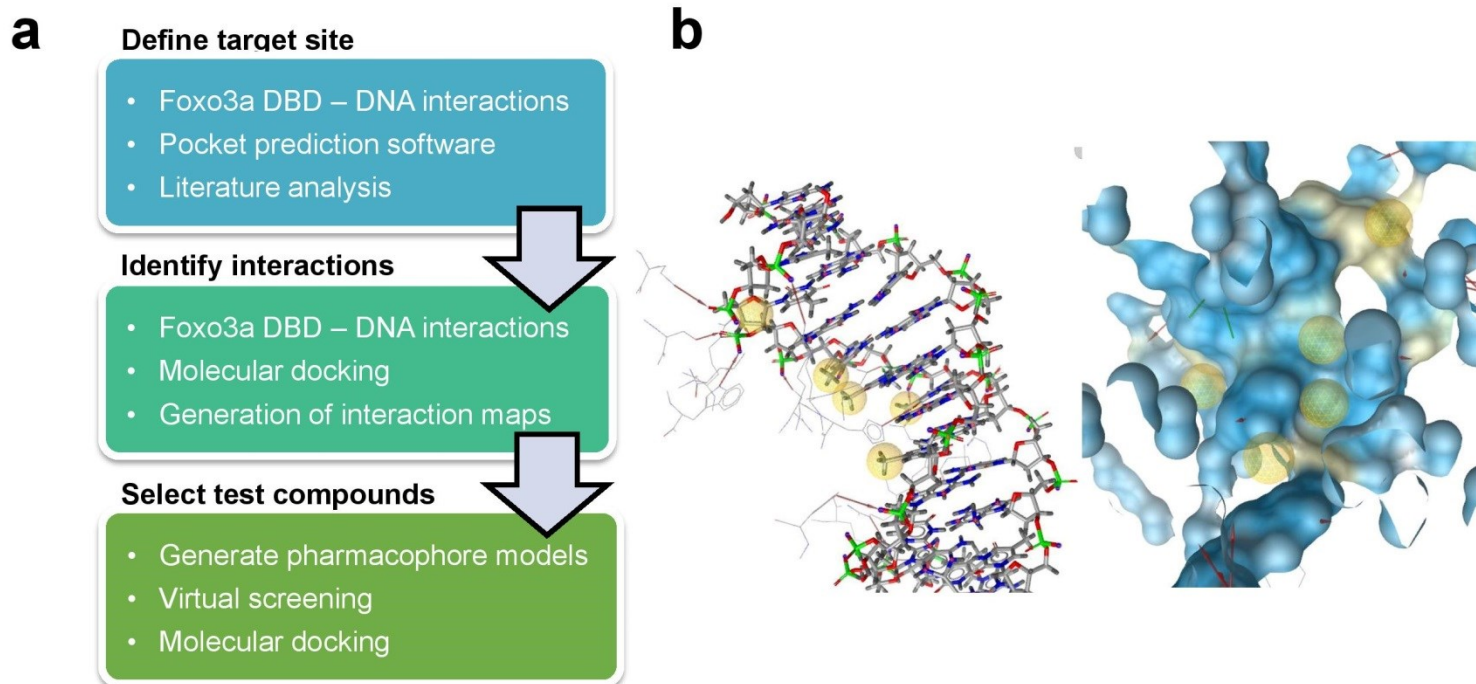 a
Define target site
• Foxo3a DBD – DNA interactions
• Pocket prediction software
• Literature analysis
Identify interactions
• Foxo3a DBD – DNA interactions
• Molecular docking
• Generation of interaction maps
Select test compounds
• Generate pharmacophore models
• Virtual screening
• Molecular docking
b